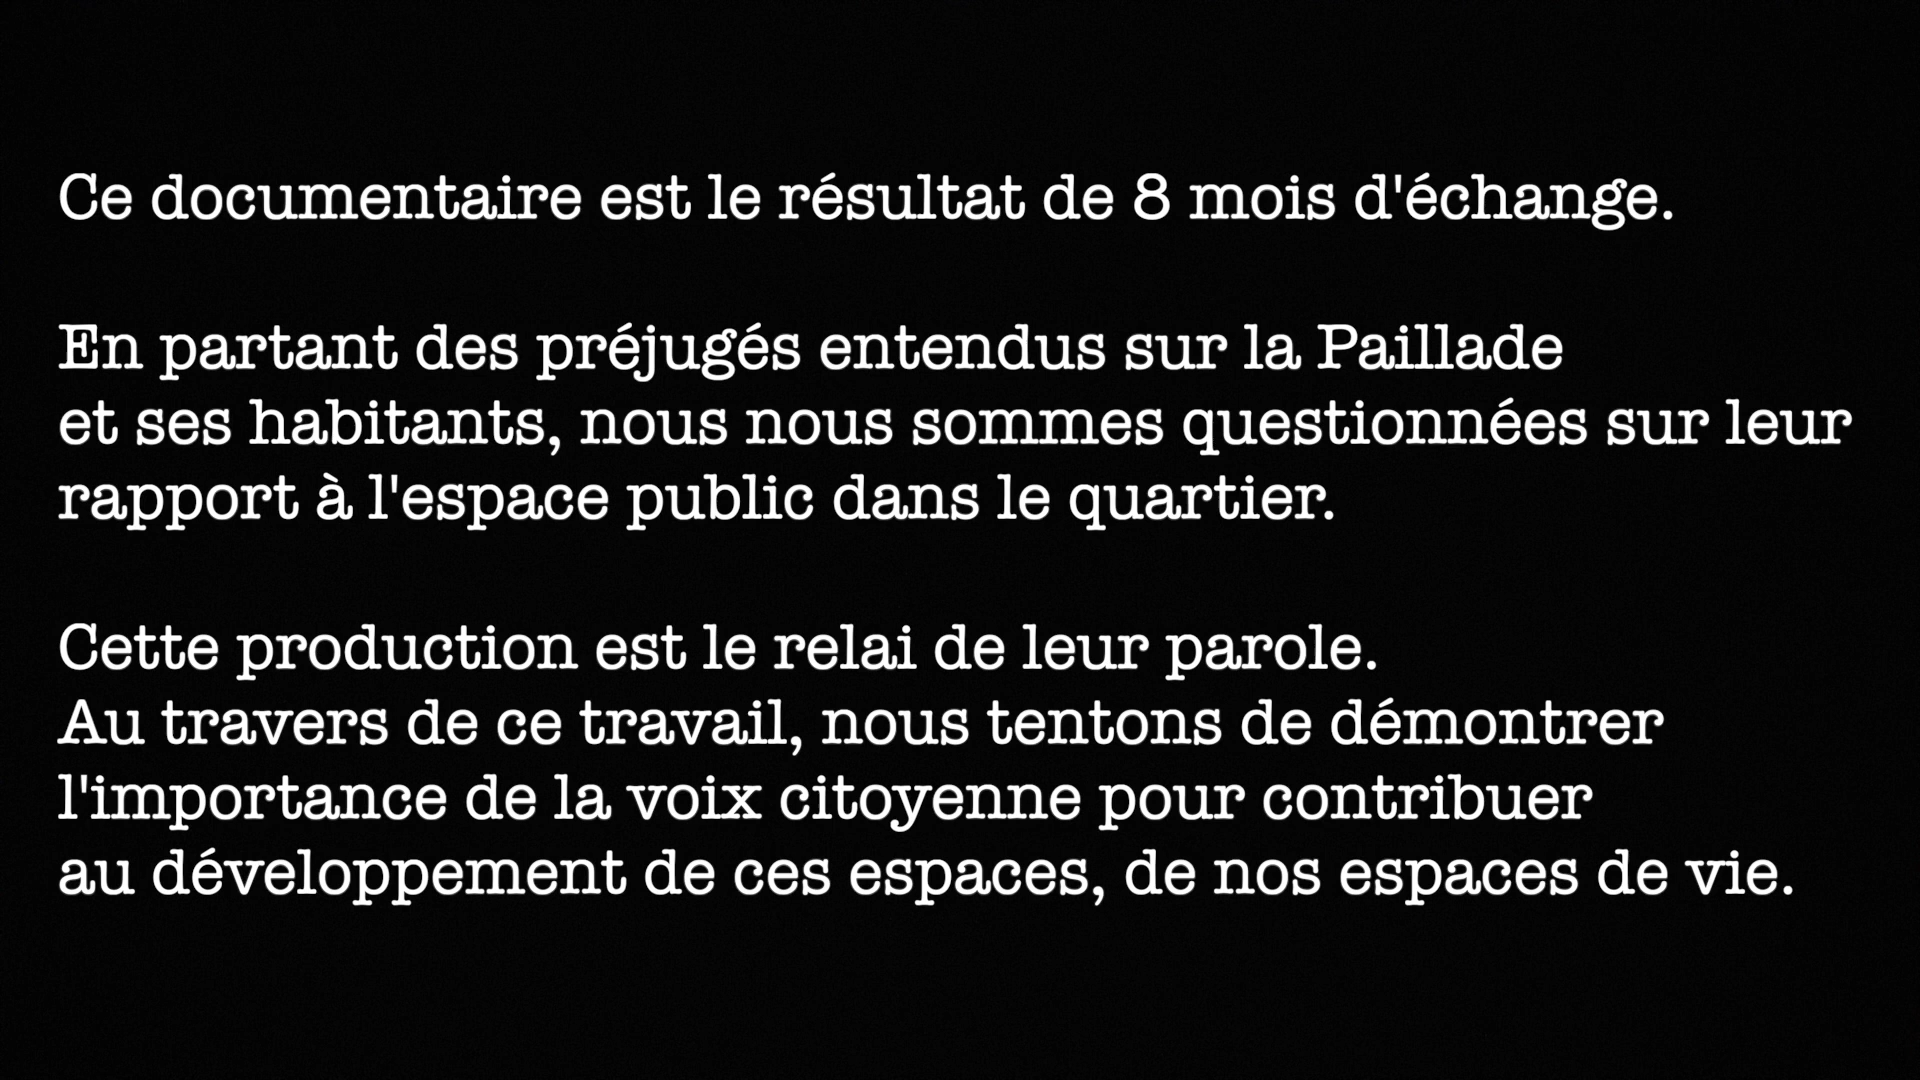 Ce documentaire est le résultat de 8 mois d'échange.
En partant des préjugés entendus sur la Paillade
et ses habitants, nous nous sommes questionnées sur leur
rapport à l'espace public dans le quartier.
Cette production est le relai de leur parole.
Au travers de ce travail, nous tentons de démontrer
l'importance de la voix citoyenne pour contribuer
au développement de ces espaces, de nos espaces de vie.